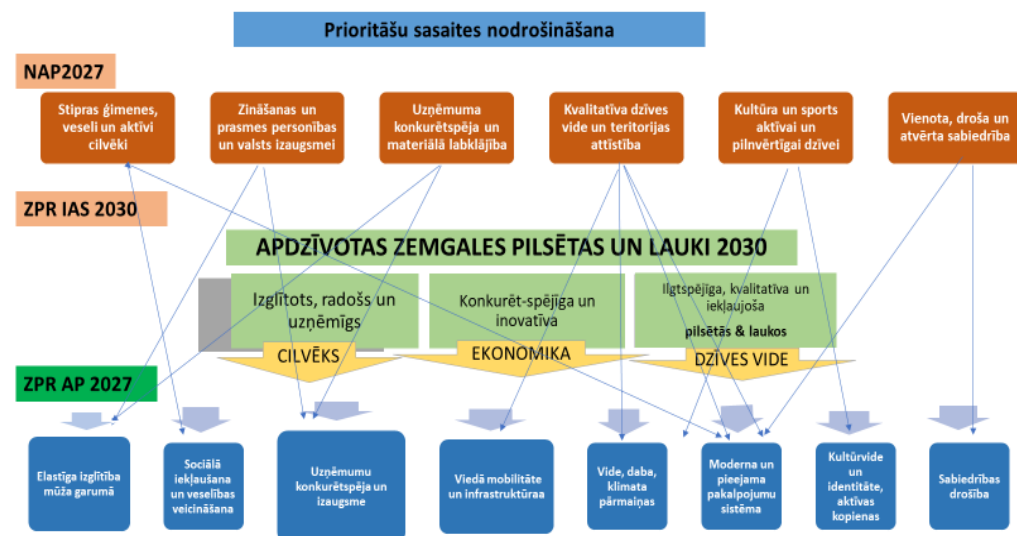 Prioritāšu sasaites nodrošināšana
NAP2027
Stipras ģimenes,
veseli un aktīvi
cilvēki
Zināšanas un
prasmes personības
un valsts izaugsmei
Uzņēmuma
konkurētspēja un
materiālā labklājība
Kvalitatīva dzīves
vide un teritorijas
attīstība
Kultūra un sports
aktīvai un
pilnvērtīgai dzīvei
Vienota, droša un
atvērta sabiedrība
ZPR IAS 2030
APDZĪVOTAS ZEMGALES PILSĒTAS UN LAUKI 2030
Izglītots, radošs un
uzņēmīgs
Konkurēt-spējīga un
inovatīva
Ilgtspējīga, kvalitatīva un
iekļaujoša
pilsētās & laukos
CILVĒKS
EKONOMIKA
DZĪVES VIDE
ZPR AP 2027
Elastīga izglītība
mūža garumā
Sociālā
iekļaušana
un veselības
veicināšana
Uzņēmumu
konkurētspēja un
izaugsme
Viedā mobilitāte
un infrastruktūraa
Vide, daba,
klimata
pārmaiņas
Moderna un
pieejama
pakalpojumu
sistēma
Kultūrvide
un
identitāte,
aktīvas
kopienas
Sabiedrības
drošība